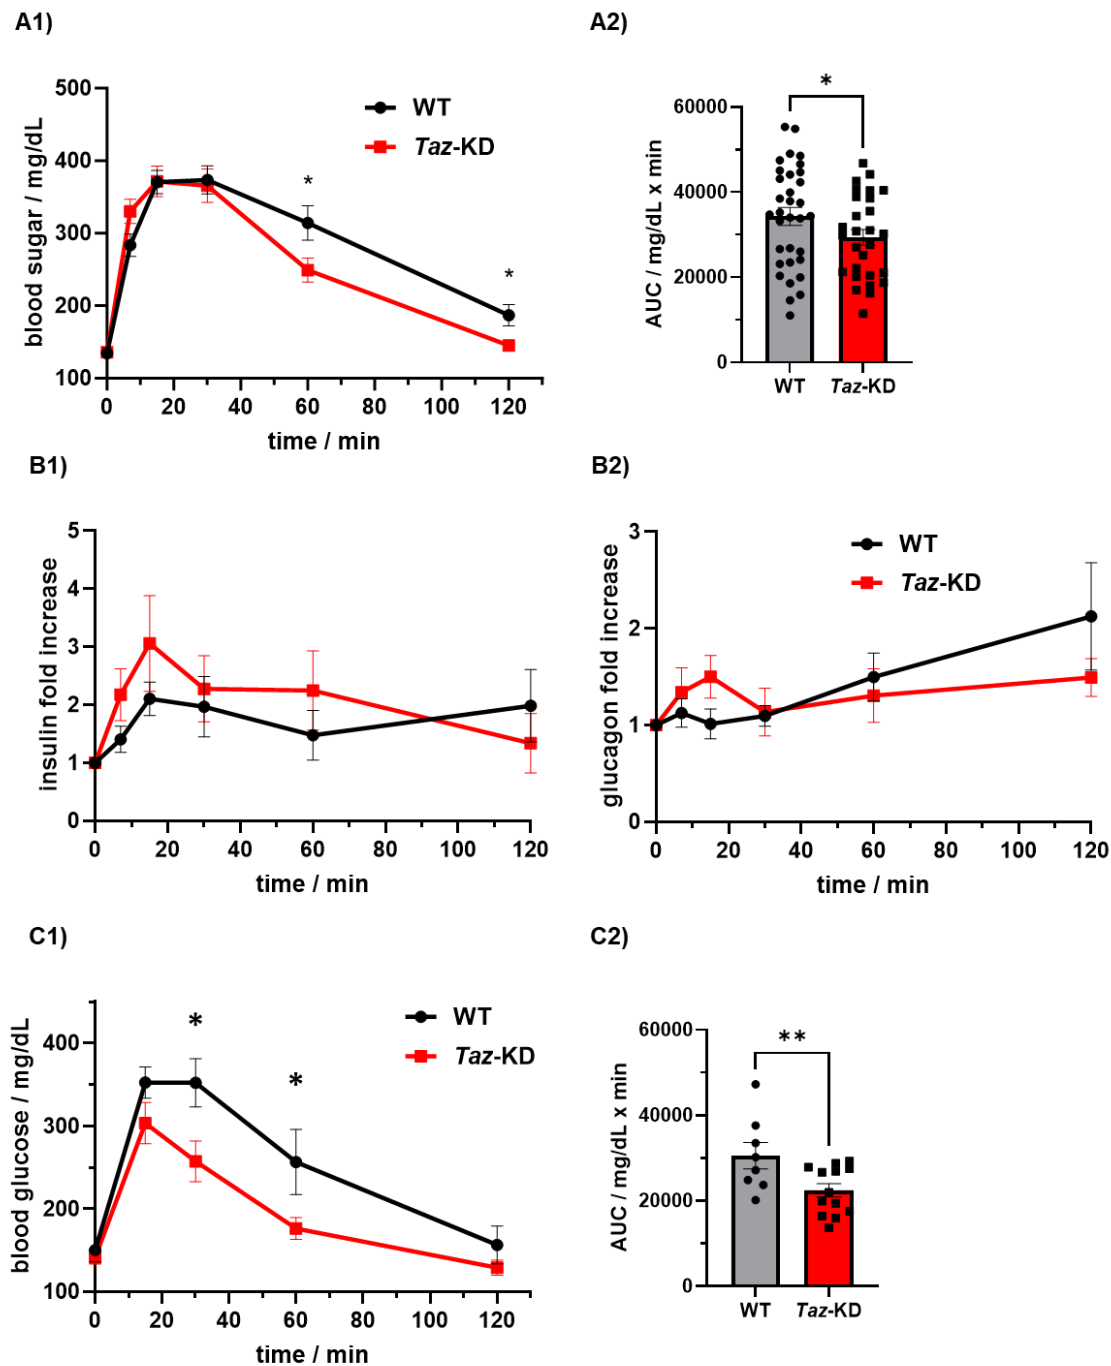 A1)
A2)
500
400
300
200
100
blood sugar / mg/dL
WT
Taz-KD
*
*
0 20 40 60 80 100 120
time / min
60000
40000
20000
0
AUC / mg/dL x min
*
WT Taz-KD
B1)
B2)
5
4
3
2
1
0
insulin fold increase
0 20 40 60 80 100 120
time / min
3
2
1
0
glucagon fold increase
WT
Taz-KD
0 20 40 60 80 100 120
time / min
C1)
C2)
400
300
200
100
blood glucose / mg/dL
WT
Taz-KD
*
*
0 20 40 60 80 100 120
time / min
60000
40000
20000
0
AUC / mg/dL x min
**
WT Taz-KD